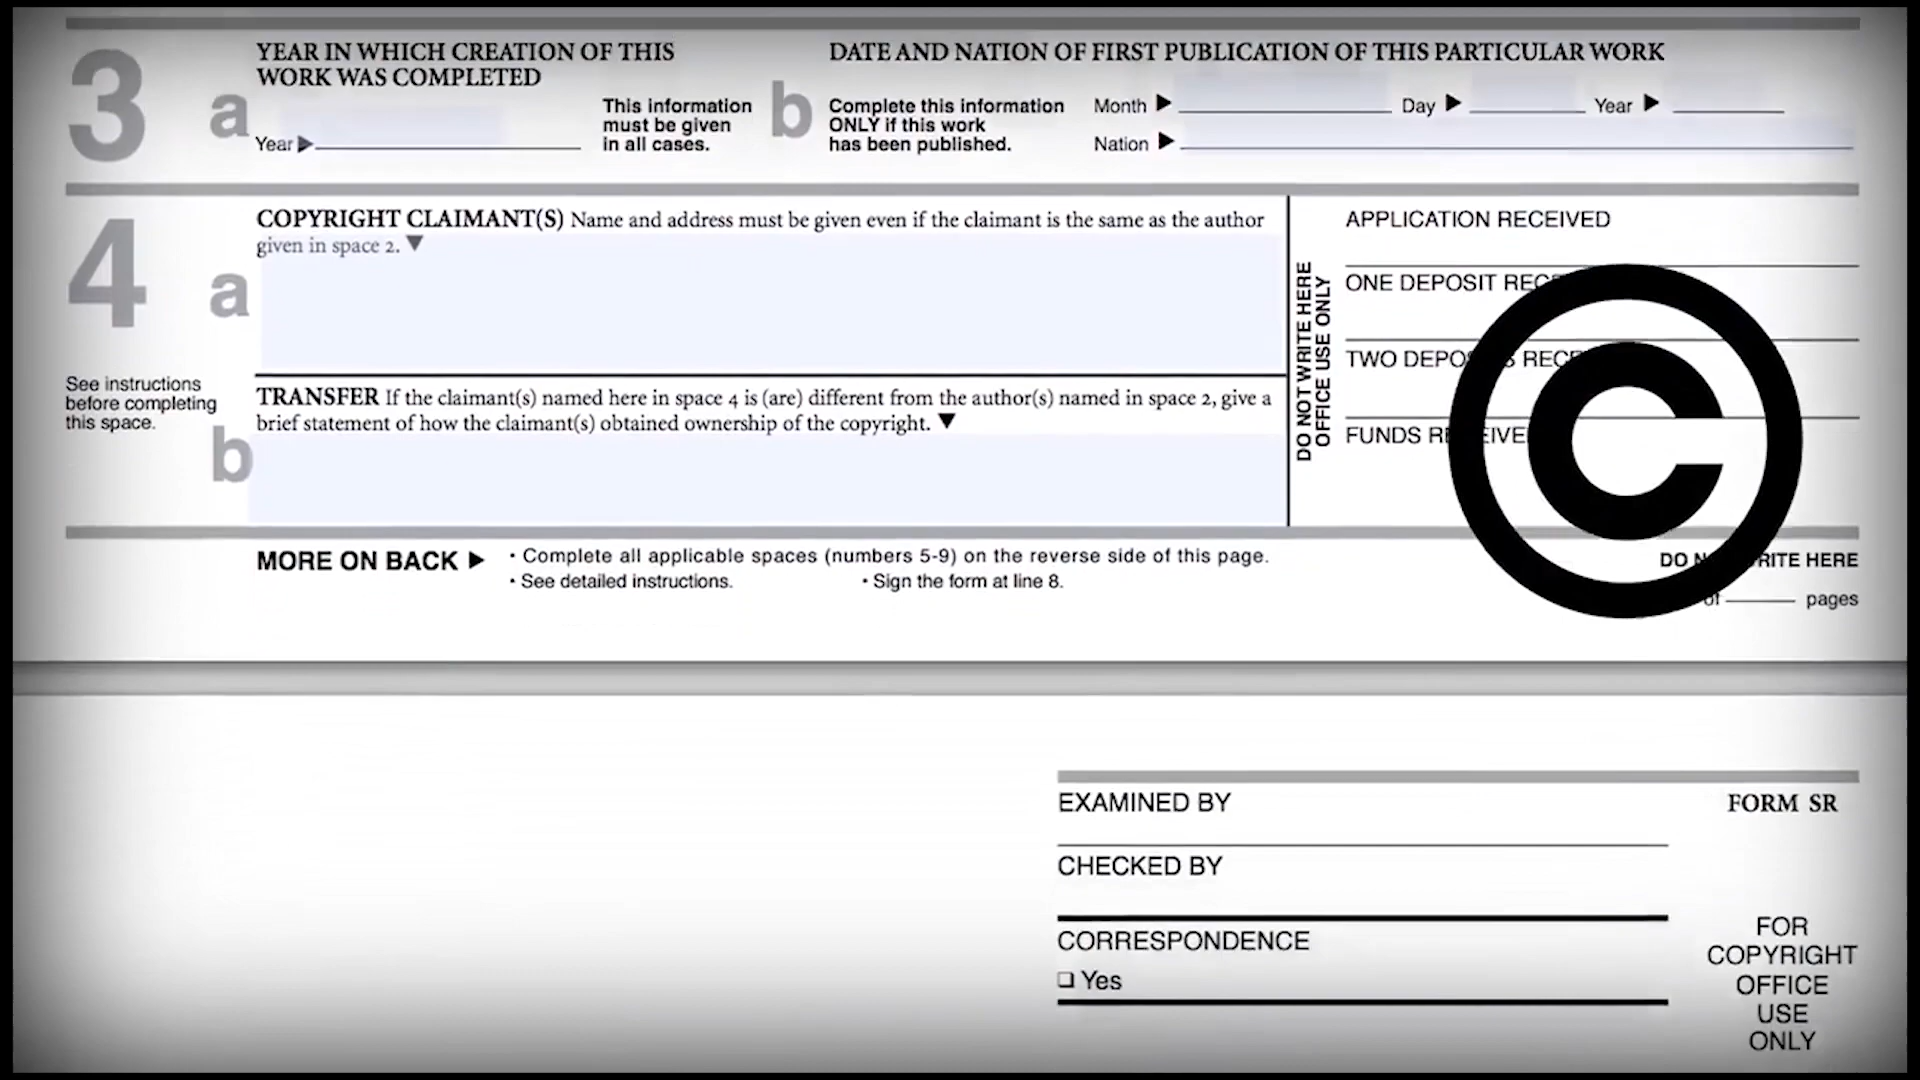 3
YEAR IN WHICH CREATION OF THIS
WORK WAS COMPLETED
a
Year ▶
This information
must be given
in all cases.
b
DATE AND NATION OF FIRST PUBLICATION OF THIS PARTICULAR WORK
Complete this information
ONLY if this work
has been published.
Month ▶ Day ▶ Year ▶
Nation ▶
4
a
COPYRIGHT CLAIMANT(S) Name and address must be given even if the claimant is the same as the author
given in space 2. ▼
See instructions
before completing
this space.
b
TRANSFER If the claimant(s) named here in space 4 is (are) different from the author(s) named in space 2, give a
brief statement of how the claimant(s) obtained ownership of the copyright. ▼
DO NOT WRITE HERE
OFFICE USE ONLY
APPLICATION RECEIVED
ONE DEPOSIT
TWO
FUNDS
©
MORE ON BACK ▶
• Complete all applicable spaces (numbers 5-9) on the reverse side of this page.
• See detailed instructions. • Sign the form at line 8.
DO HERE
of pages
EXAMINED BY
CHECKED BY
CORRESPONDENCE
❑ Yes
FORM SR
FOR
COPYRIGHT
OFFICE
USE
ONLY